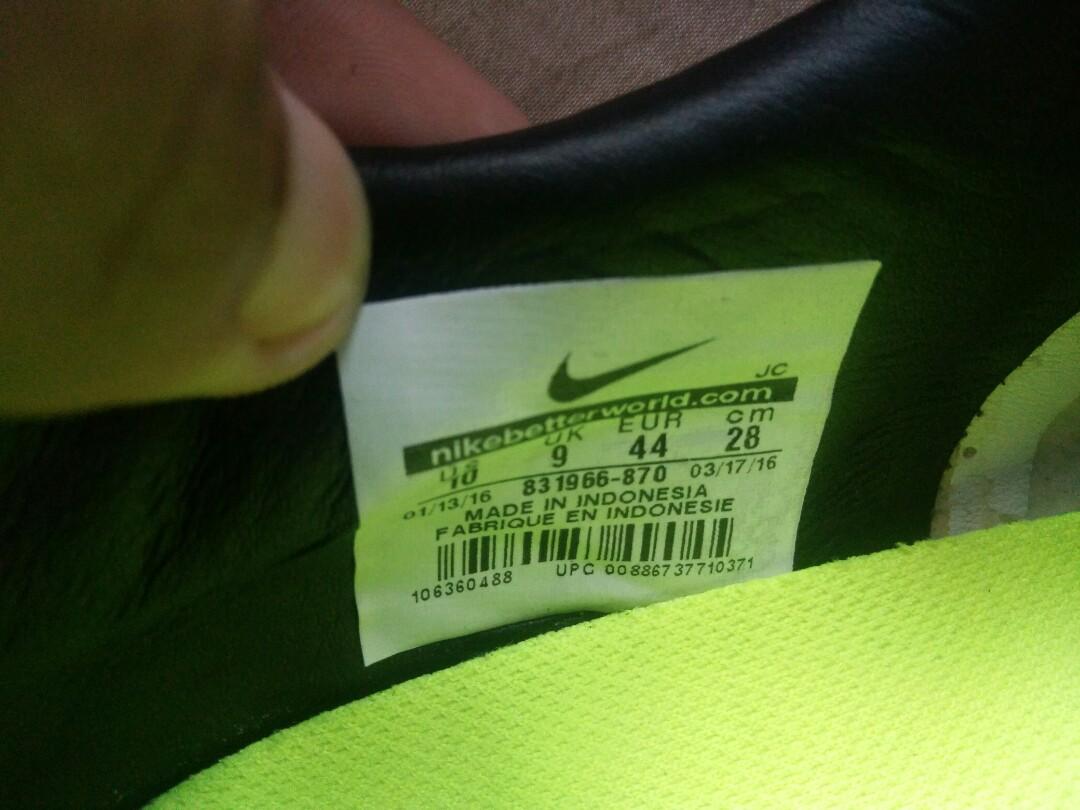 JC
nikebetterworld.com
US UK EUR cm
10 9 44 28
01/13/16 831966-870 03/17/16
MADE IN INDONESIA
FABRIQUE EN INDONESIE
106360488 UPC 00886737710371